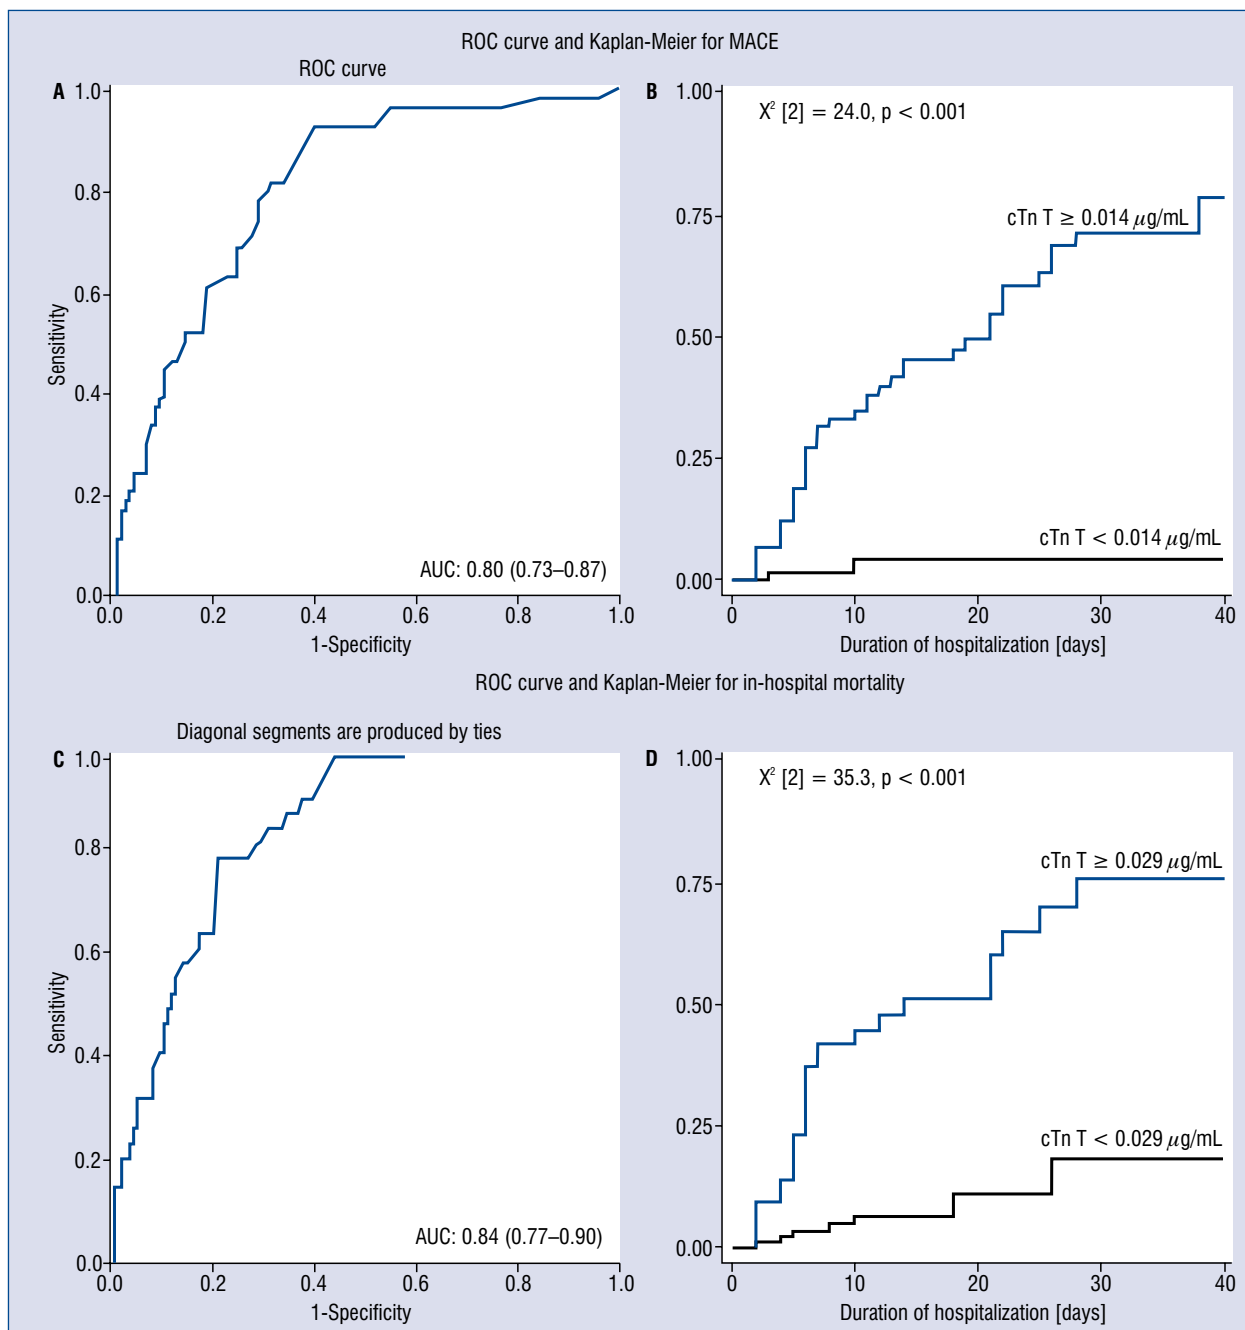 ROC curve and Kaplan-Meier for MACE
ROC curve
A
1.0
0.8
0.6
0.4
0.2
0.0
Sensitivity
AUC: 0.80 (0.73–0.87)
0.0 0.2 0.4 0.6 0.8 1.0
1-Specificity
B
1.00
0.75
0.50
0.25
0.00
X² [2] = 24.0, p < 0.001
cTn T ≥ 0.014 µg/mL
cTn T < 0.014 µg/mL
0 10 20 30 40
Duration of hospitalization [days]
ROC curve and Kaplan-Meier for in-hospital mortality
Diagonal segments are produced by ties
C
1.0
0.8
0.6
0.4
0.2
0.0
Sensitivity
AUC: 0.84 (0.77–0.90)
0.0 0.2 0.4 0.6 0.8 1.0
1-Specificity
D
1.00
0.75
0.50
0.25
0.00
X² [2] = 35.3, p < 0.001
cTn T ≥ 0.029 µg/mL
cTn T < 0.029 µg/mL
0 10 20 30 40
Duration of hospitalization [days]